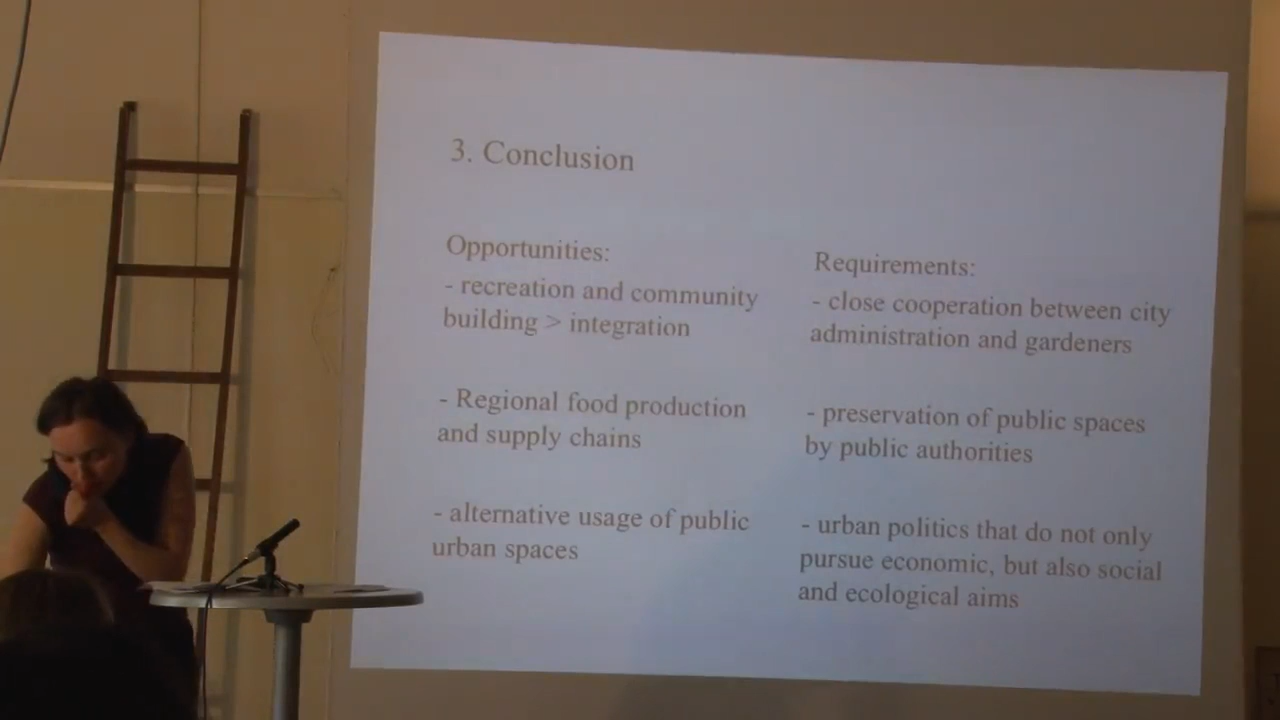 3. Conclusion
Opportunities:
- recreation and community
building > integration
- Regional food production
and supply chains
- alternative usage of public
urban spaces
Requirements:
- close cooperation between city
administration and gardeners
- preservation of public spaces
by public authorities
- urban politics that do not only
pursue economic, but also social
and ecological aims